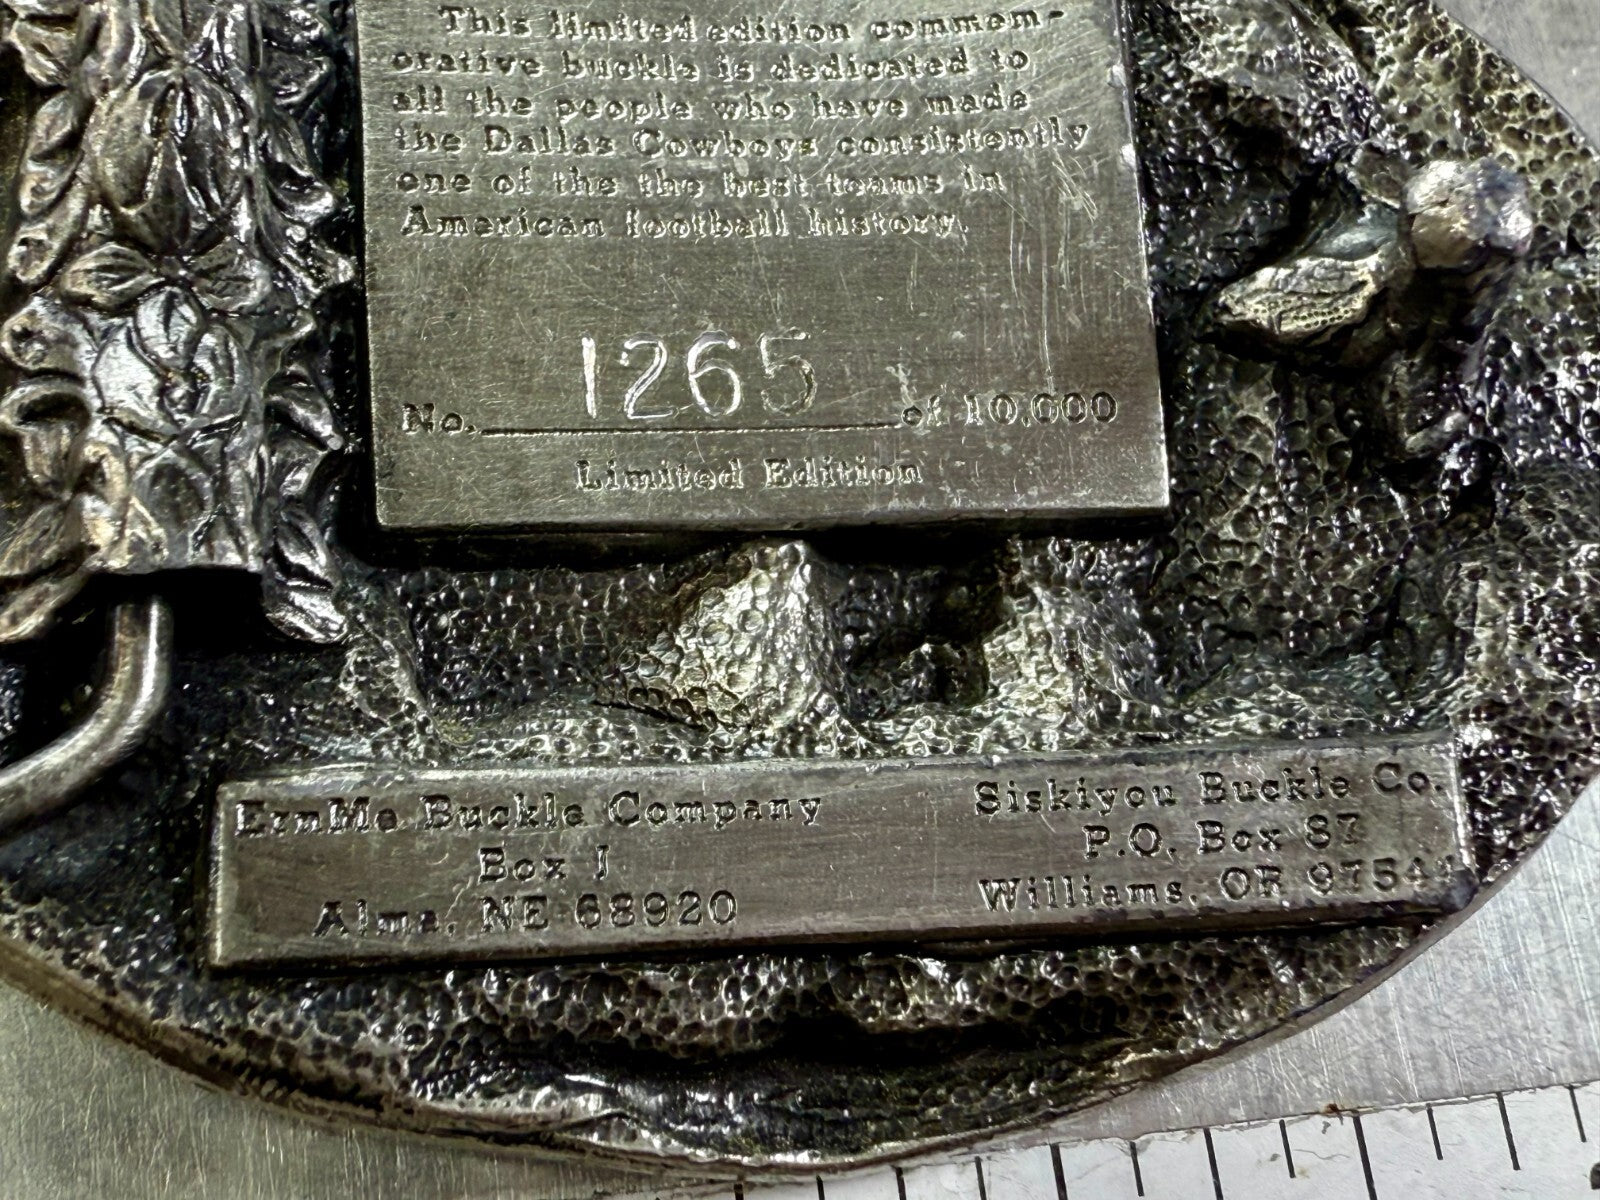 This limited edition commem-
orative buckle is dedicated to
all the people who have made
the Dallas Cowboys consistently
one of the the best teams in
American football history.
No. 1265 of 10,000
Limited Edition
ErnMe Buckle Company
Box J
Alma, NE 68920
Siskiyou Buckle Co.
P.O. Box 87
Williams, OR 97544